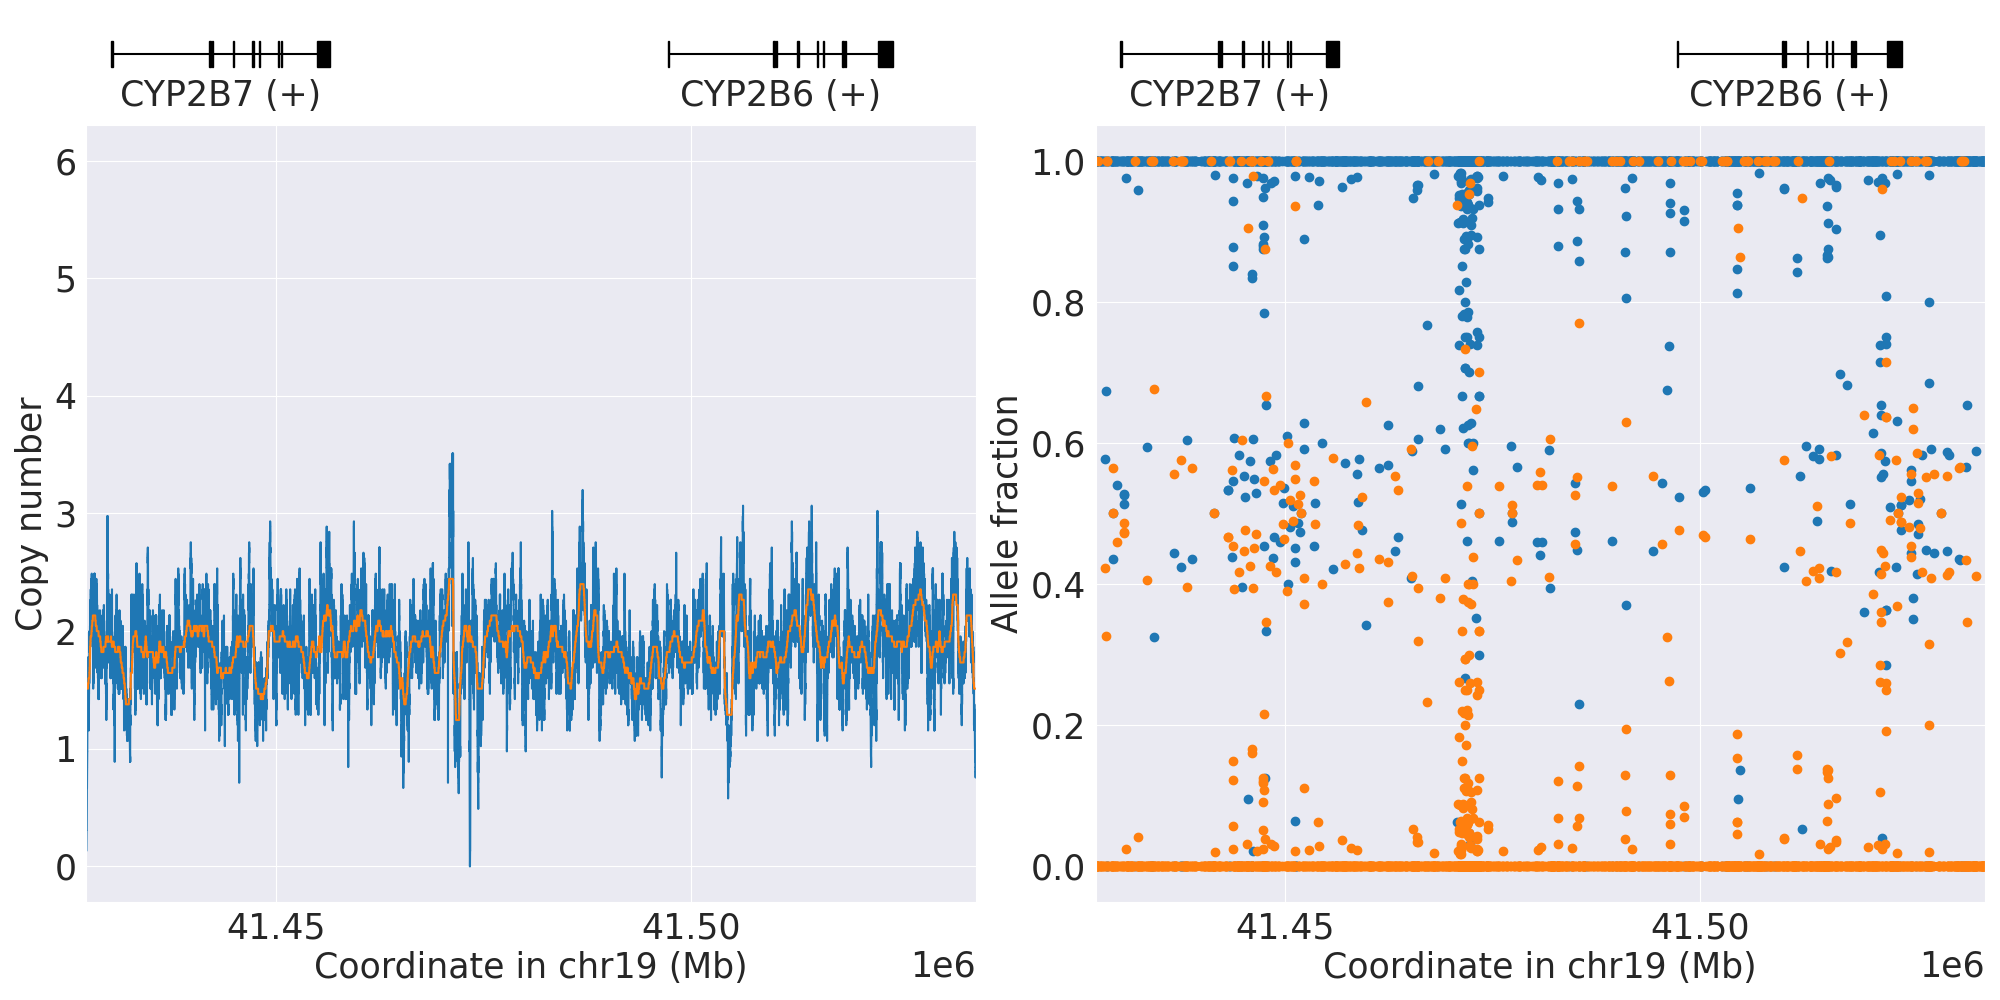 CYP2B7 (+)
CYP2B6 (+)
6
5
4
3
2
1
0
Copy number
41.45
41.50
Coordinate in chr19 (Mb)
1e6
CYP2B7 (+)
CYP2B6 (+)
1.0
0.8
0.6
0.4
0.2
0.0
Allele fraction
41.45
41.50
Coordinate in chr19 (Mb)
1e6